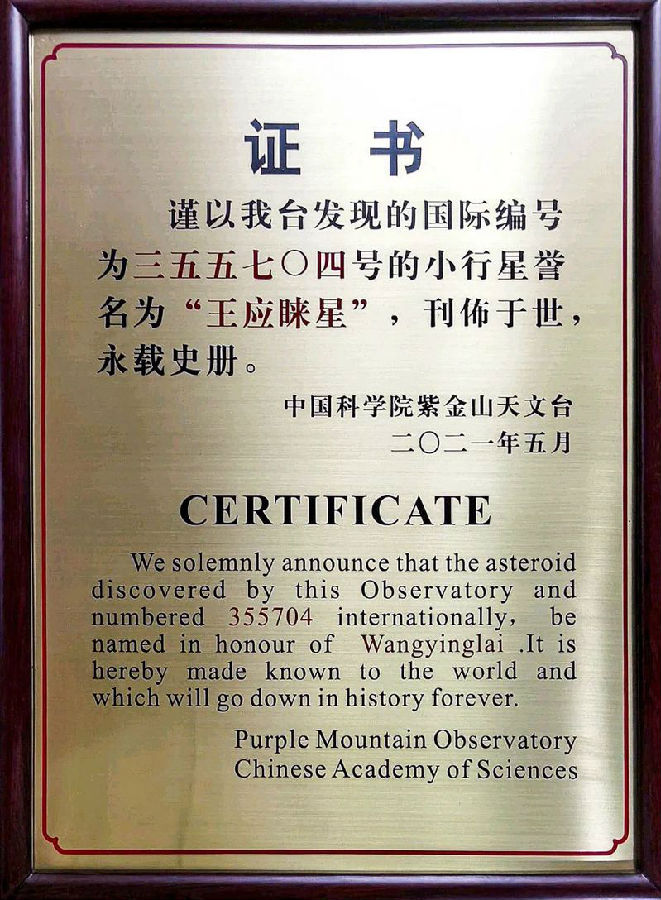 证 书
谨以我台发现的国际编号
为三五五七〇四号的小行星誉
名为“王应睐星”，刊佈于世，
永载史册。
中国科学院紫金山天文台
二〇二一年五月
CERTIFICATE
We solemnly announce that the asteroid
discovered by this Observatory and
numbered 355704 internationally, be
named in honour of Wangyinglai .It is
hereby made known to the world and
which will go down in history forever.
Purple Mountain Observatory
Chinese Academy of Sciences